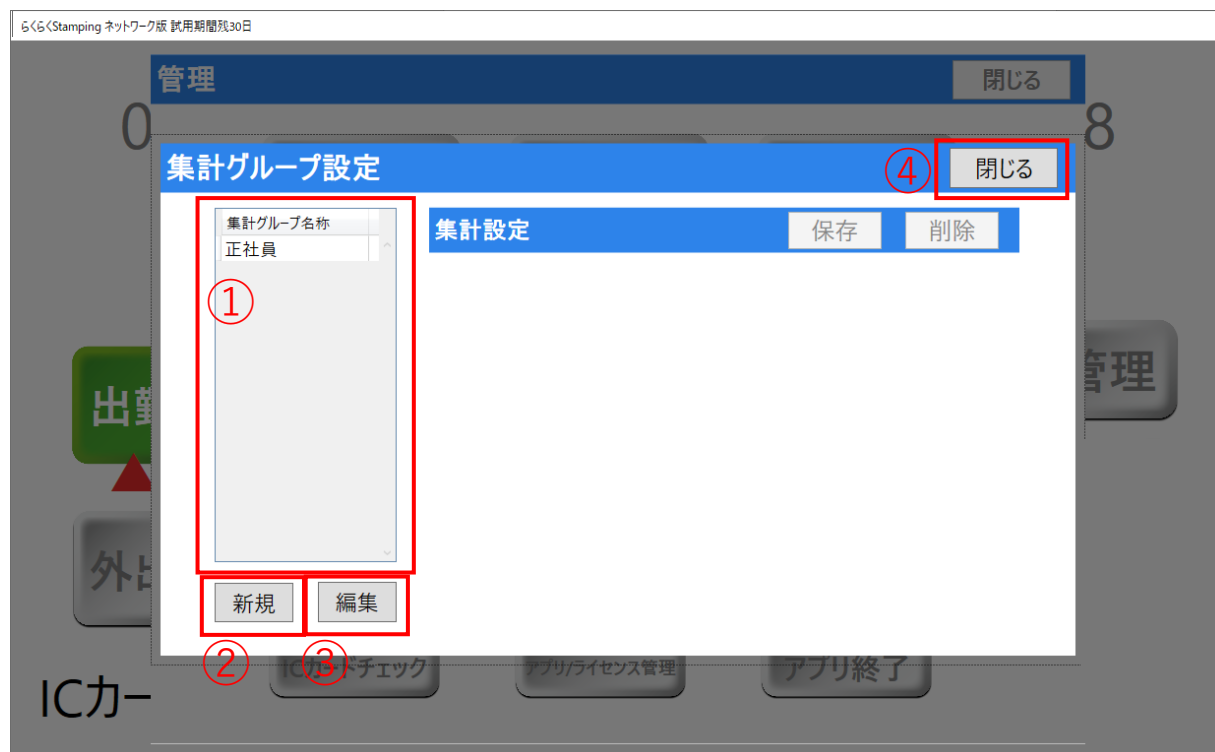 らくらくStamping ネットワーク版 試用期間残30日
管理 閉じる
0 8
集計グループ設定 ④ 閉じる
集計グループ名称
正社員
集計設定 保存 削除
①
管理
出勤
外出
新規 編集
② ③
ICカードチェック アプリ/ライセンス管理 アプリ終了
ICカー